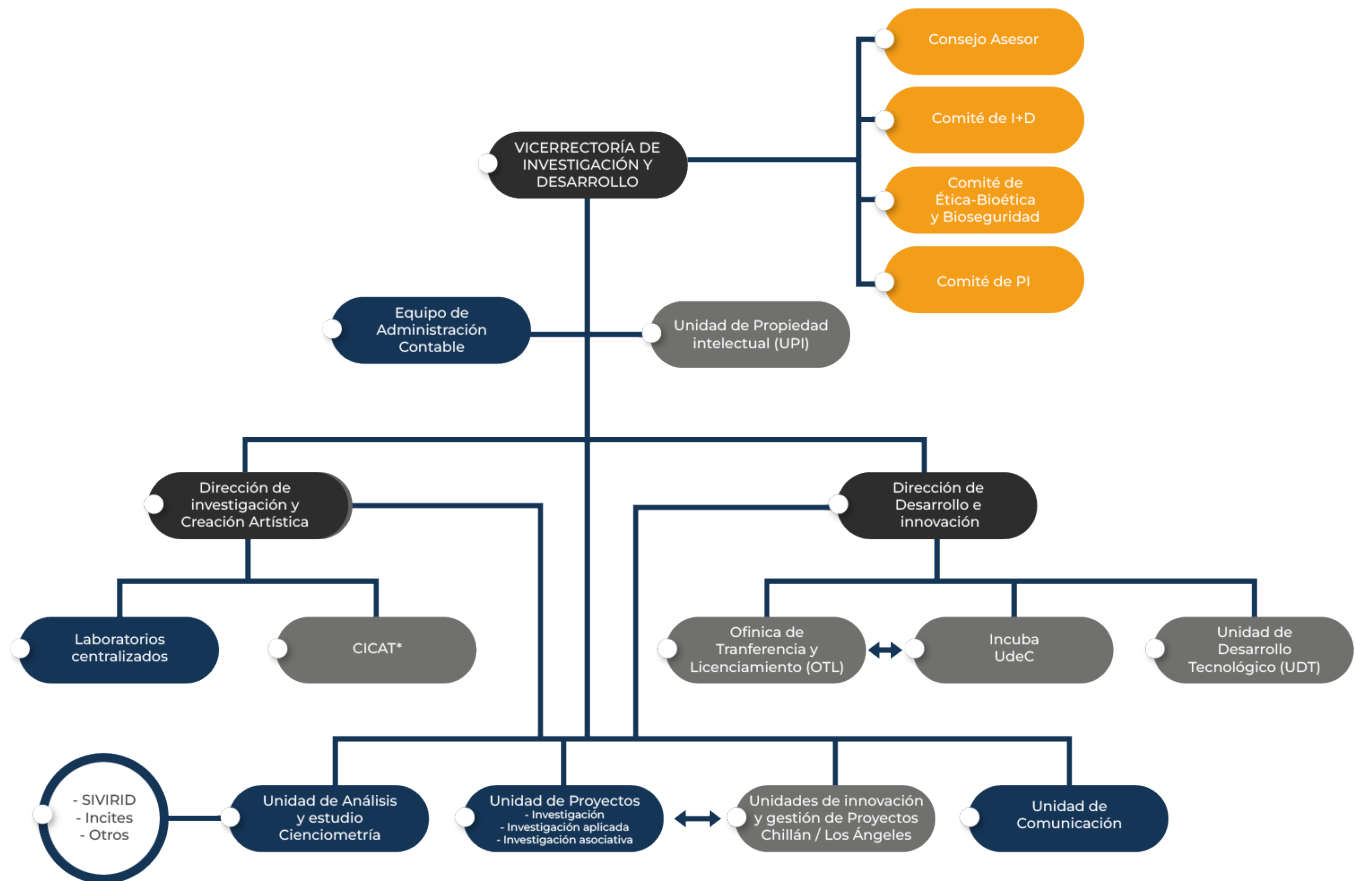 Consejo Asesor
Comité de I+D
VICERRECTORÍA DE
INVESTIGACIÓN Y
DESARROLLO
Comité de
Ética-Bioética
y Bioseguridad
Comité de PI
Equipo de
Administración
Contable
Unidad de Propiedad
intelectual (UPI)
Dirección de
investigación y
Creación Artística
Dirección de
Desarrollo e
innovación
Laboratorios
centralizados
CICAT*
Ofinica de
Tranferencia y
Licenciamiento (OTL)
Incuba
UdeC
Unidad de
Desarrollo
Tecnológico (UDT)
- SIVIRID
- Incites
- Otros
Unidad de Análisis
y estudio
Cienciometría
Unidad de Proyectos
- Investigación
- Investigación aplicada
- Investigación asociativa
Unidades de innovación
y gestión de Proyectos
Chillán / Los Ángeles
Unidad de
Comunicación